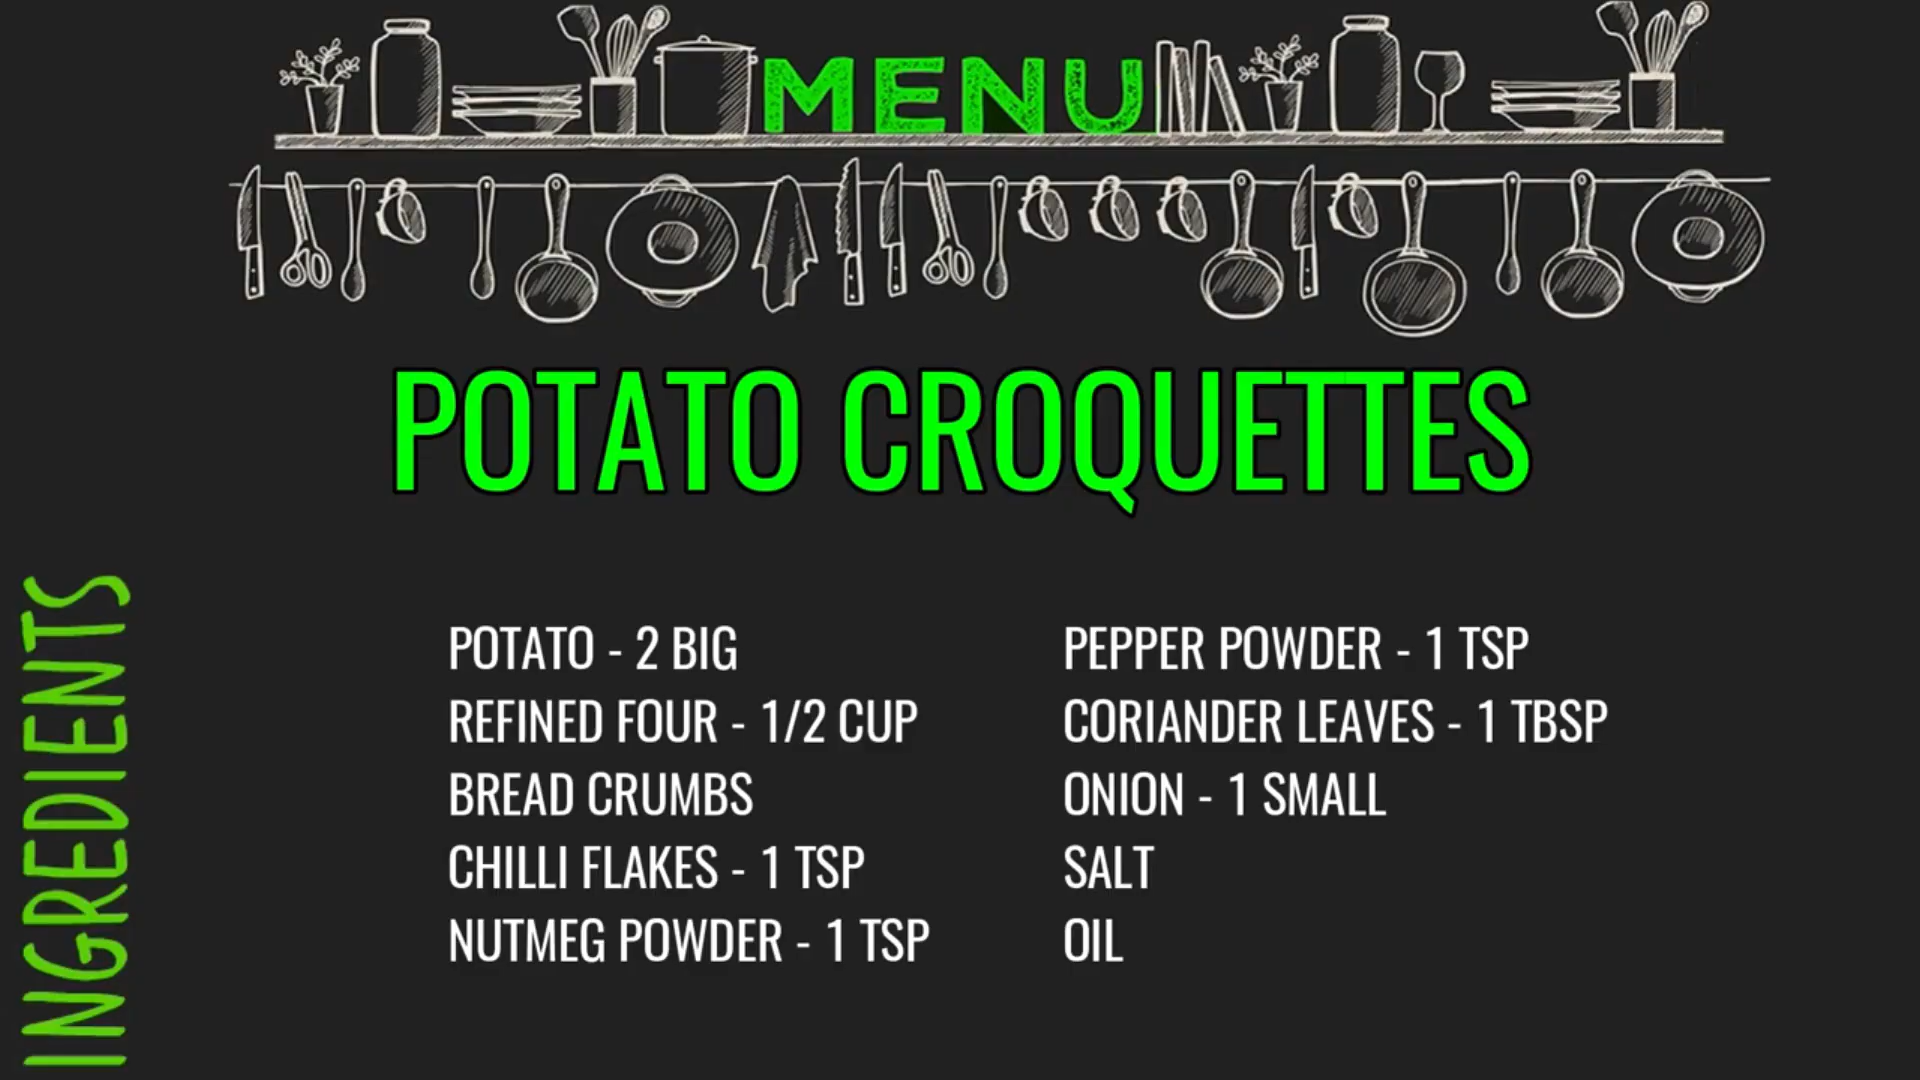 MENU
POTATO CROQUETTES
INGREDIENTS
POTATO - 2 BIG
REFINED FOUR - 1/2 CUP
BREAD CRUMBS
CHILLI FLAKES - 1 TSP
NUTMEG POWDER - 1 TSP
PEPPER POWDER - 1 TSP
CORIANDER LEAVES - 1 TBSP
ONION - 1 SMALL
SALT
OIL